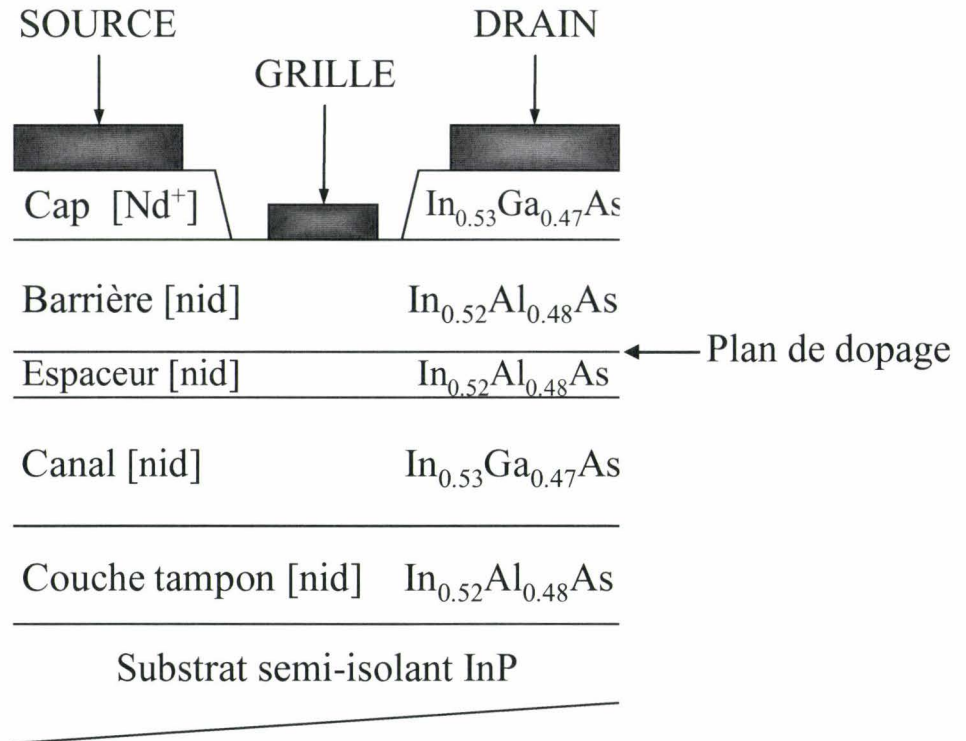 SOURCE
DRAIN
GRILLE
Cap [Nd⁺] In₀.₅₃Ga₀.₄₇As
Barrière [nid] In₀.₅₂Al₀.₄₈As
Plan de dopage
Espaceur [nid] In₀.₅₂Al₀.₄₈As
Canal [nid] In₀.₅₃Ga₀.₄₇As
Couche tampon [nid] In₀.₅₂Al₀.₄₈As
Substrat semi-isolant InP